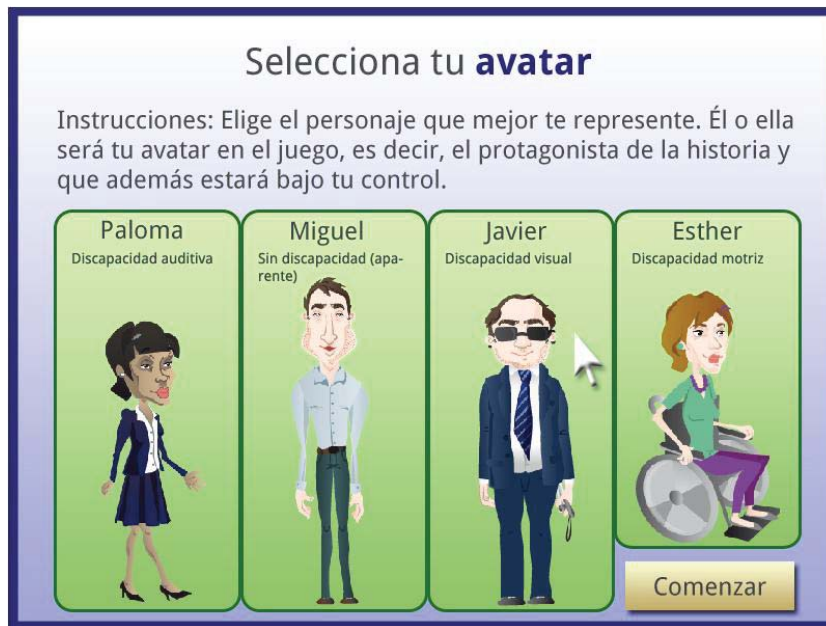 Selecciona tu avatar
Instrucciones: Elige el personaje que mejor te represente. Él o ella
será tu avatar en el juego, es decir, el protagonista de la historia y
que además estará bajo tu control.
Paloma
Discapacidad auditiva
Miguel
Sin discapacidad (apa-
rente)
Javier
Discapacidad visual
Esther
Discapacidad motriz
Comenzar